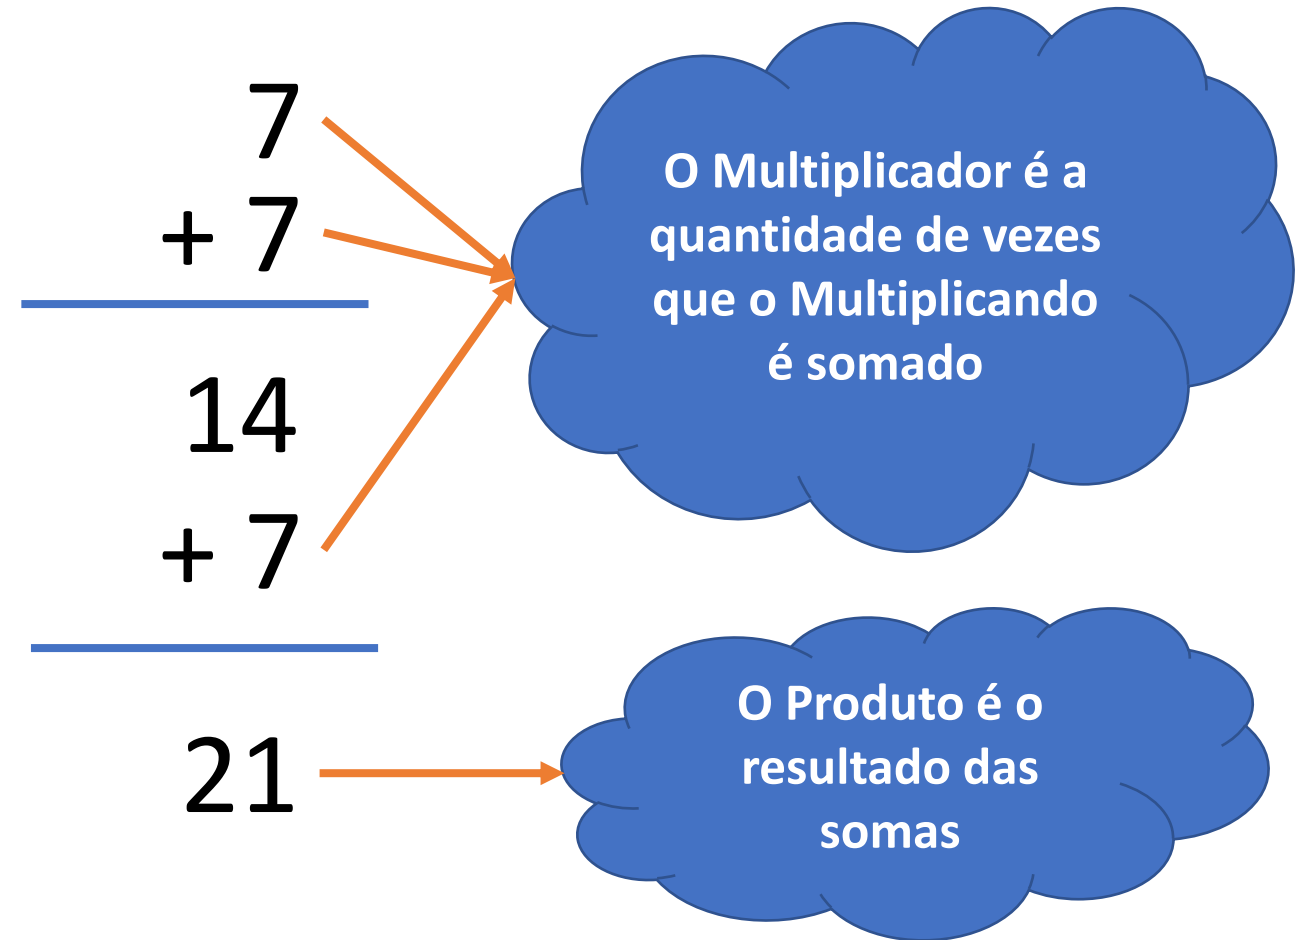 7
+ 7
14
+ 7
21
O Multiplicador é a
quantidade de vezes
que o Multiplicando
é somado
O Produto é o
resultado das
somas